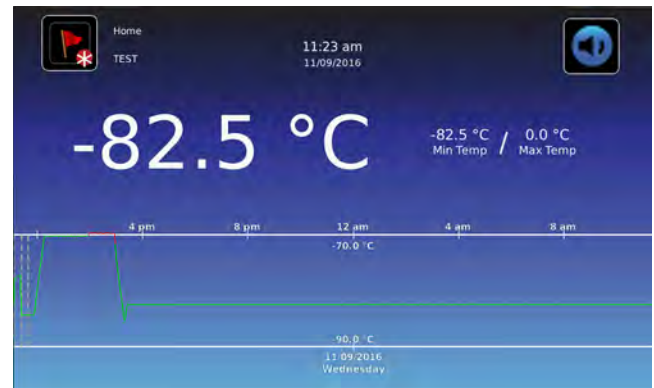 Home
TEST
11:23 am
11/09/2016
-82.5 °C
-82.5 °C / 0.0 °C
Min Temp Max Temp
4 pm 8 pm 12 am 4 am 8 am
-70.0 °C
-90.0 °C
11/09/2016
Wednesday